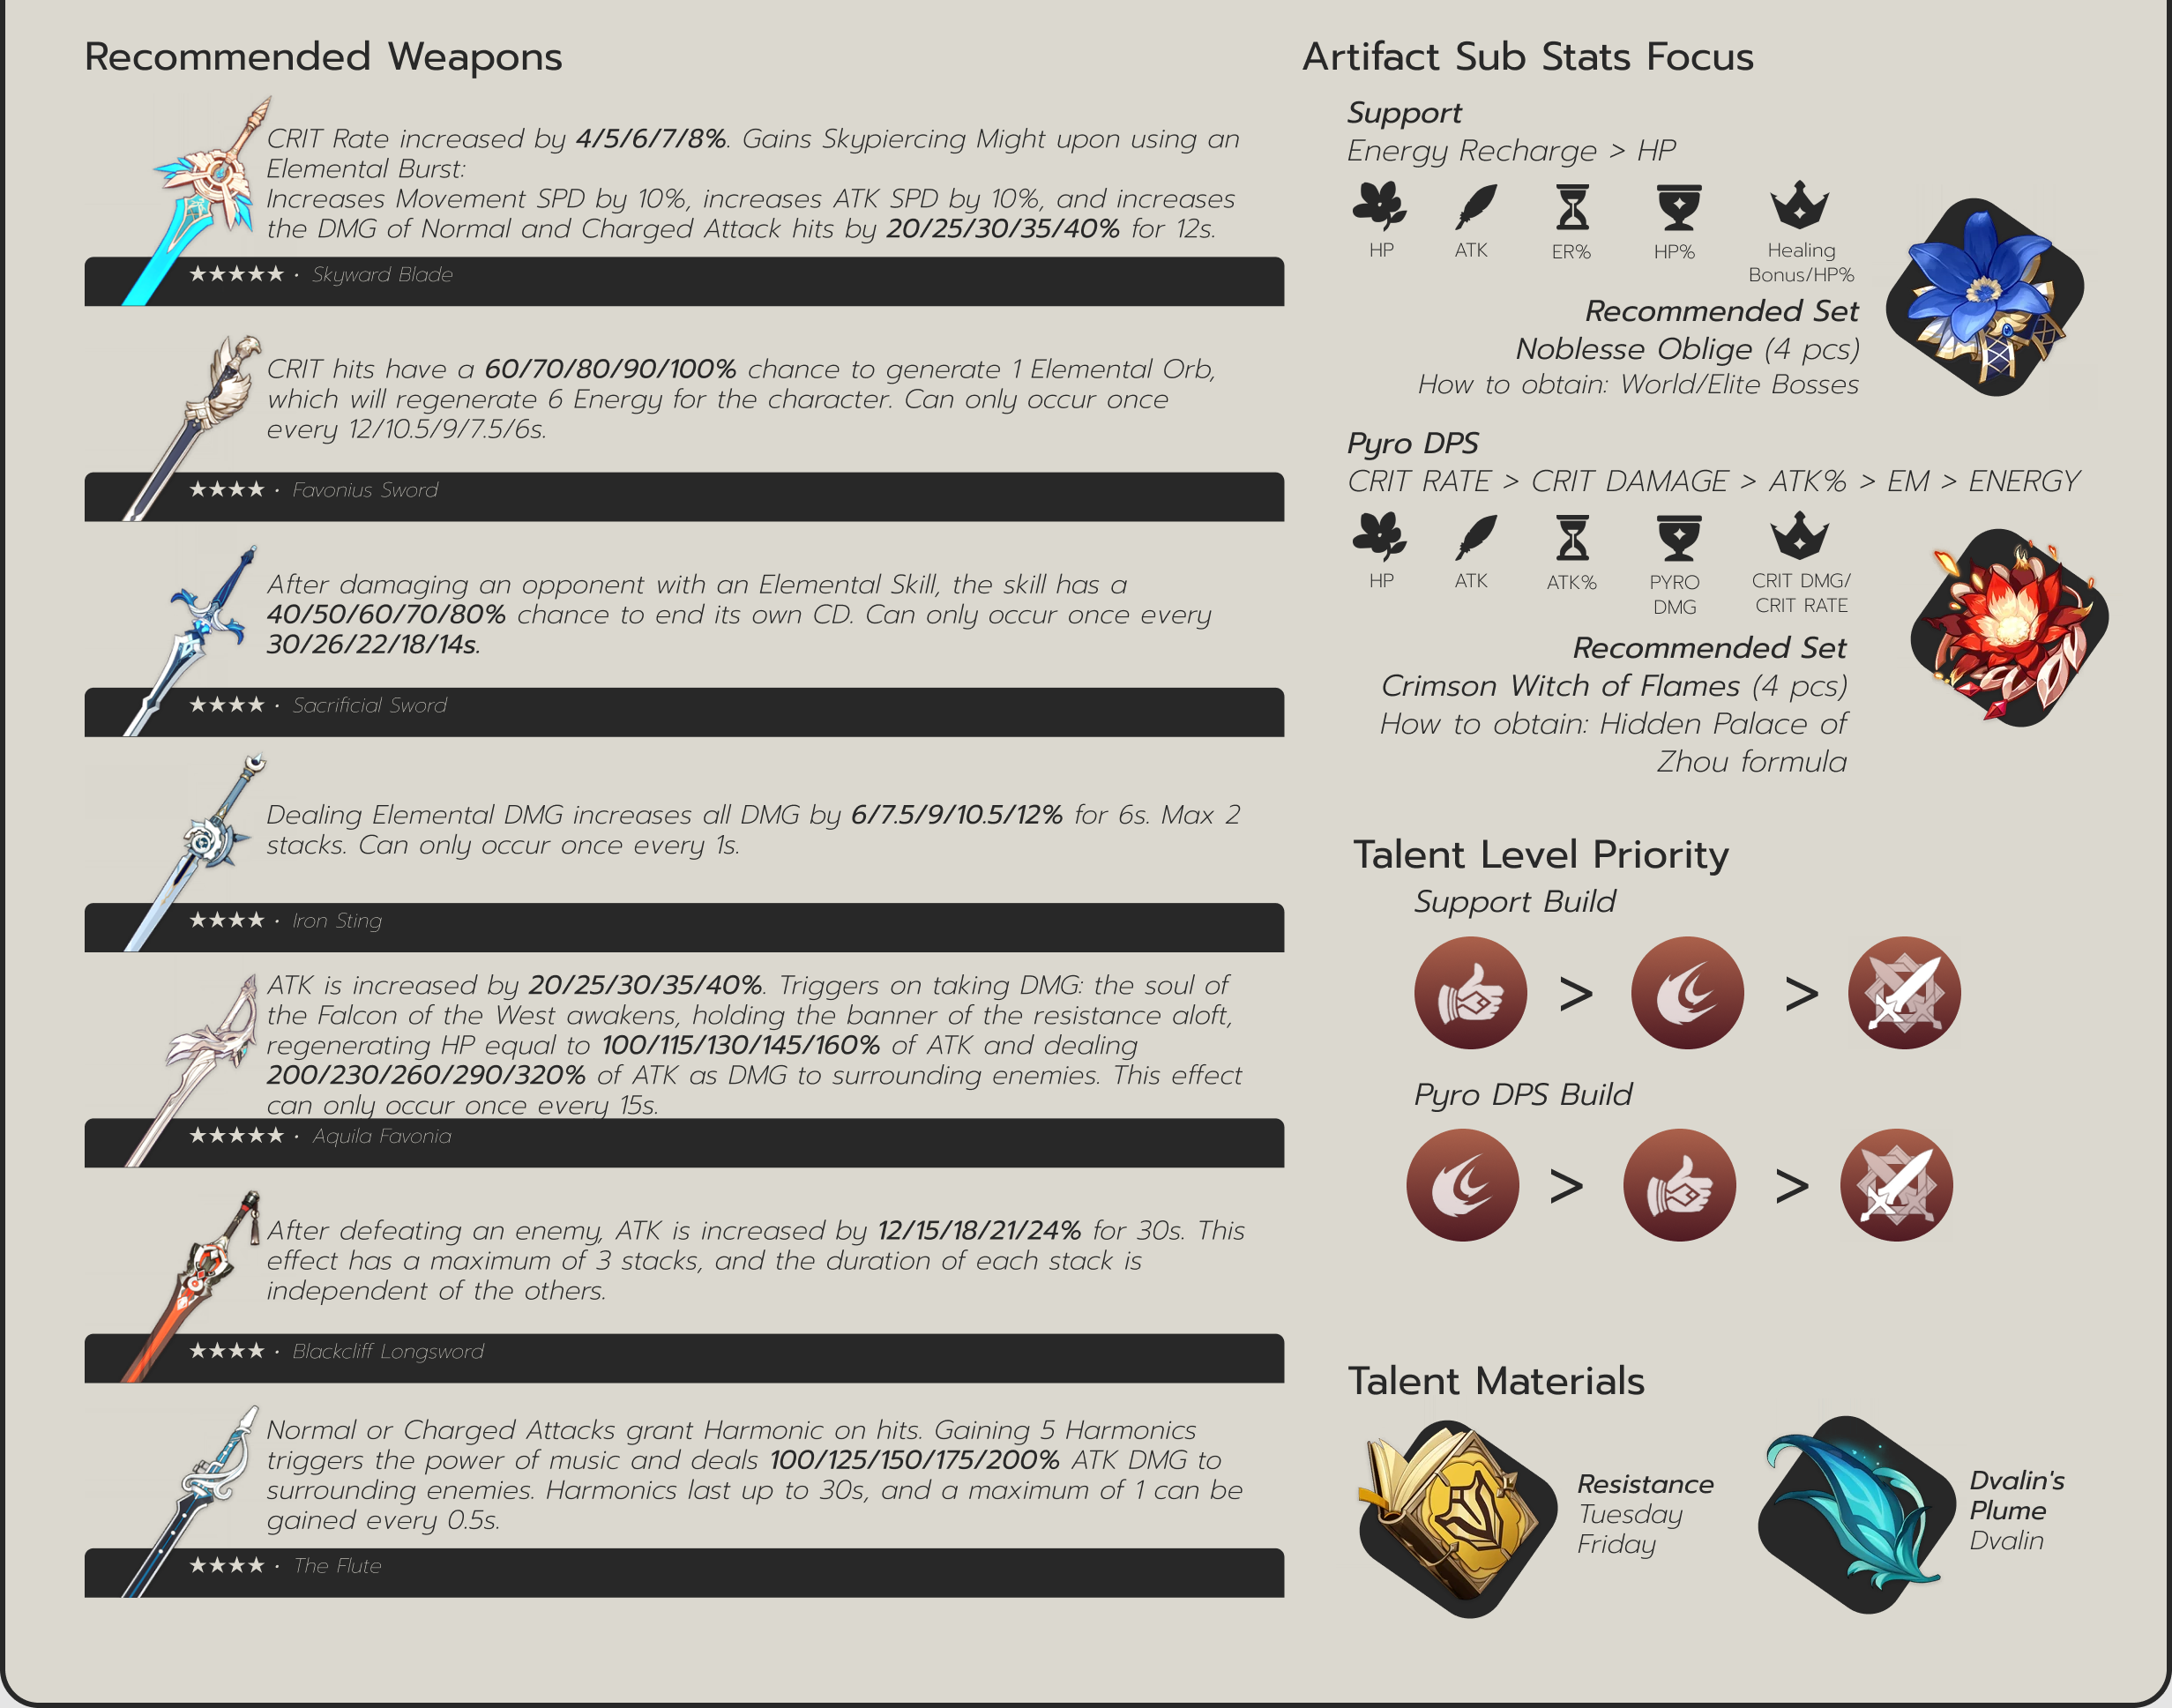 Recommended Weapons
CRIT Rate increased by 4/5/6/7/8%. Gains Skypiercing Might upon using an
Elemental Burst:
Increases Movement SPD by 10%, increases ATK SPD by 10%, and increases
the DMG of Normal and Charged Attack hits by 20/25/30/35/40% for 12s.
★★★★★ • Skyward Blade
CRIT hits have a 60/70/80/90/100% chance to generate 1 Elemental Orb,
which will regenerate 6 Energy for the character. Can only occur once
every 12/10.5/9/7.5/6s.
★★★★ • Favonius Sword
After damaging an opponent with an Elemental Skill, the skill has a
40/50/60/70/80% chance to end its own CD. Can only occur once every
30/26/22/18/14s.
★★★★ • Sacrificial Sword
Dealing Elemental DMG increases all DMG by 6/7.5/9/10.5/12% for 6s. Max 2
stacks. Can only occur once every 1s.
★★★★ • Iron Sting
ATK is increased by 20/25/30/35/40%. Triggers on taking DMG: the soul of
the Falcon of the West awakens, holding the banner of the resistance aloft,
regenerating HP equal to 100/115/130/145/160% of ATK and dealing
200/230/260/290/320% of ATK as DMG to surrounding enemies. This effect
can only occur once every 15s.
★★★★★ • Aquila Favonia
After defeating an enemy, ATK is increased by 12/15/18/21/24% for 30s. This
effect has a maximum of 3 stacks, and the duration of each stack is
independent of the others.
★★★★ • Blackcliff Longsword
Normal or Charged Attacks grant Harmonic on hits. Gaining 5 Harmonics
triggers the power of music and deals 100/125/150/175/200% ATK DMG to
surrounding enemies. Harmonics last up to 30s, and a maximum of 1 can be
gained every 0.5s.
★★★★ • The Flute
Artifact Sub Stats Focus
Support
Energy Recharge > HP
HP ATK ER% HP% Healing
Bonus/HP%
Recommended Set
Noblesse Oblige (4 pcs)
How to obtain: World/Elite Bosses
Pyro DPS
CRIT RATE > CRIT DAMAGE > ATK% > EM > ENERGY
HP ATK ATK% PYRO CRIT DMG/
DMG CRIT RATE
Recommended Set
Crimson Witch of Flames (4 pcs)
How to obtain: Hidden Palace of
Zhou formula
Talent Level Priority
Support Build
> >
Pyro DPS Build
> >
Talent Materials
Resistance
Tuesday
Friday
Dvalin's
Plume
Dvalin